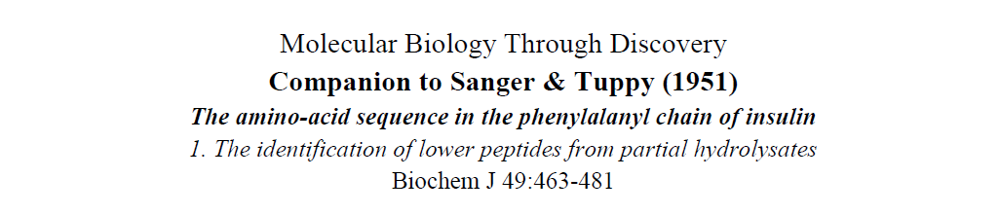 Molecular Biology Through Discovery
Companion to Sanger & Tuppy (1951)
The amino-acid sequence in the phenylalanyl chain of insulin
1. The identification of lower peptides from partial hydrolysates
Biochem J 49:463-481